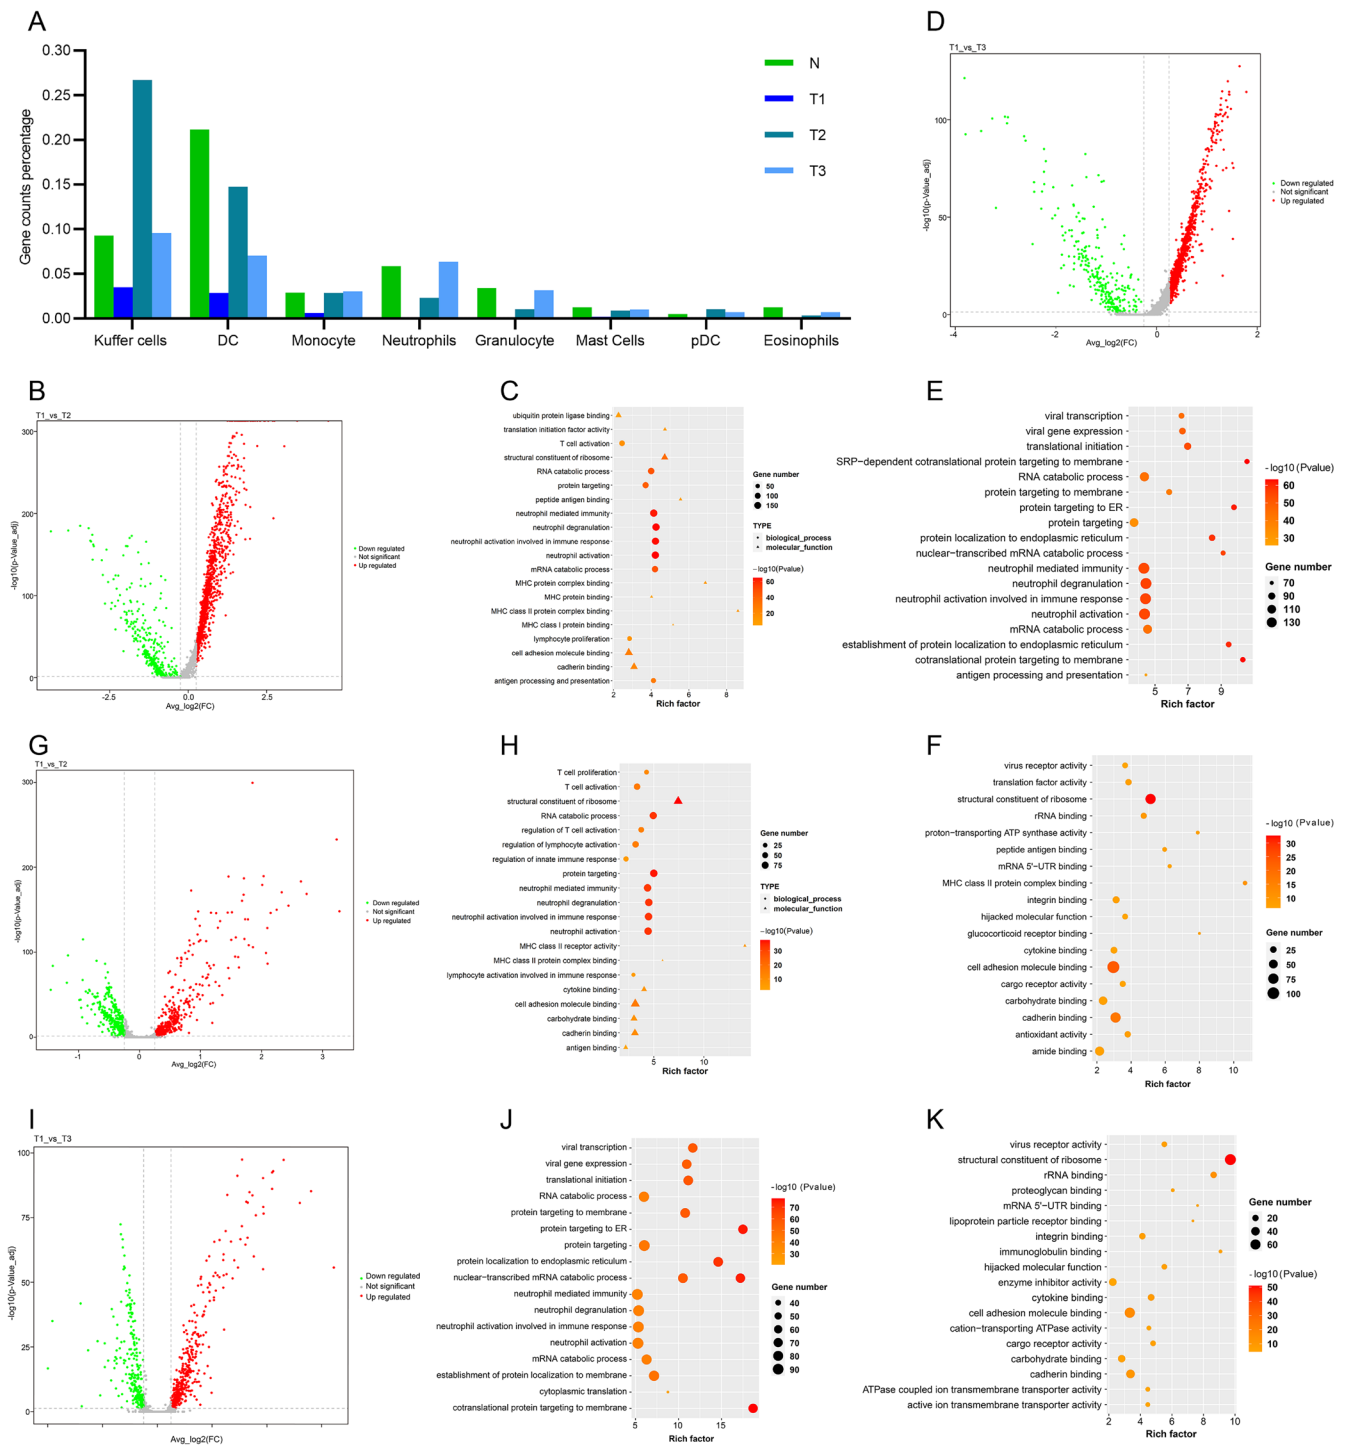 A
Gene counts percentage
0.30
0.25
0.20
0.15
0.10
0.05
0.00
Kuffer cells
DC
Monocyte
Neutrophils
Granulocyte
Mast Cells
pDC
Eosinophils
N
T1
T2
T3
D
T1_vs_T3
-log10(p-Value_adj)
100
50
0
-4
-2
0
2
Avg_log2(FC)
Down regulated
Not significant
Up regulated
B
T1_vs_T2
-log10(p-Value_adj)
300
200
100
0
-2.5
0.0
2.5
Avg_log2(FC)
Down regulated
Not significant
Up regulated
C
ubiquitin protein ligase binding
translation initiation factor activity
T cell activation
structural constituent of ribosome
RNA catabolic process
protein targeting
peptide antigen binding
neutrophil mediated immunity
neutrophil degranulation
neutrophil activation involved in immune response
neutrophil activation
mRNA catabolic process
MHC protein complex binding
MHC protein binding
MHC class II protein complex binding
MHC class I protein binding
lymphocyte proliferation
cell adhesion molecule binding
cadherin binding
antigen processing and presentation
2
4
6
8
Rich factor
Gene number
50
100
150
TYPE
biological_process
molecular_function
-log10(Pvalue)
60
40
20
E
viral transcription
viral gene expression
translational initiation
SRP-dependent cotranslational protein targeting to membrane
RNA catabolic process
protein targeting to membrane
protein targeting to ER
protein targeting
protein localization to endoplasmic reticulum
nuclear-transcribed mRNA catabolic process
neutrophil mediated immunity
neutrophil degranulation
neutrophil activation involved in immune response
neutrophil activation
mRNA catabolic process
establishment of protein localization to endoplasmic reticulum
cotranslational protein targeting to membrane
antigen processing and presentation
5
7
9
Rich factor
-log10(Pvalue)
60
50
40
30
Gene number
70
90
110
130
G
T1_vs_T2
-log10(p-Value_adj)
300
200
100
0
-1
0
1
2
3
Avg_log2(FC)
Down regulated
Not significant
Up regulated
H
T cell proliferation
T cell activation
structural constituent of ribosome
RNA catabolic process
regulation of T cell activation
regulation of lymphocyte activation
regulation of innate immune response
protein targeting
neutrophil mediated immunity
neutrophil degranulation
neutrophil activation involved in immune response
neutrophil activation
MHC class II receptor activity
MHC class II protein complex binding
lymphocyte activation involved in immune response
cytokine binding
cell adhesion molecule binding
carbohydrate binding
cadherin binding
antigen binding
5
10
Rich factor
Gene number
25
50
75
TYPE
biological_process
molecular_function
-log10(Pvalue)
30
20
10
F
virus receptor activity
translation factor activity
structural constituent of ribosome
rRNA binding
proton-transporting ATP synthase activity
peptide antigen binding
mRNA 5'-UTR binding
MHC class II protein complex binding
integrin binding
hijacked molecular function
glucocorticoid receptor binding
cytokine binding
cell adhesion molecule binding
cargo receptor activity
carbohydrate binding
cadherin binding
antioxidant activity
amide binding
2
4
6
8
10
Rich factor
-log10 (Pvalue)
30
25
20
15
10
Gene number
25
50
75
100
I
T1_vs_T3
-log10(p-Value_adj)
100
75
50
25
0
Avg_log2(FC)
Down regulated
Not significant
Up regulated
J
viral transcription
viral gene expression
translational initiation
RNA catabolic process
protein targeting to membrane
protein targeting to ER
protein targeting
protein localization to endoplasmic reticulum
nuclear-transcribed mRNA catabolic process
neutrophil mediated immunity
neutrophil degranulation
neutrophil activation involved in immune response
neutrophil activation
mRNA catabolic process
establishment of protein localization to membrane
cytoplasmic translation
cotranslational protein targeting to membrane
5
10
15
Rich factor
-log10 (Pvalue)
70
60
50
40
30
Gene number
40
50
60
70
80
90
K
virus receptor activity
structural constituent of ribosome
rRNA binding
proteoglycan binding
mRNA 5'-UTR binding
lipoprotein particle receptor binding
integrin binding
immunoglobulin binding
hijacked molecular function
enzyme inhibitor activity
cytokine binding
cell adhesion molecule binding
cation-transporting ATPase activity
cargo receptor activity
carbohydrate binding
cadherin binding
ATPase coupled ion transmembrane transporter activity
active ion transmembrane transporter activity
2
4
6
8
10
Rich factor
Gene number
20
40
60
-log10(Pvalue)
50
40
30
20
10